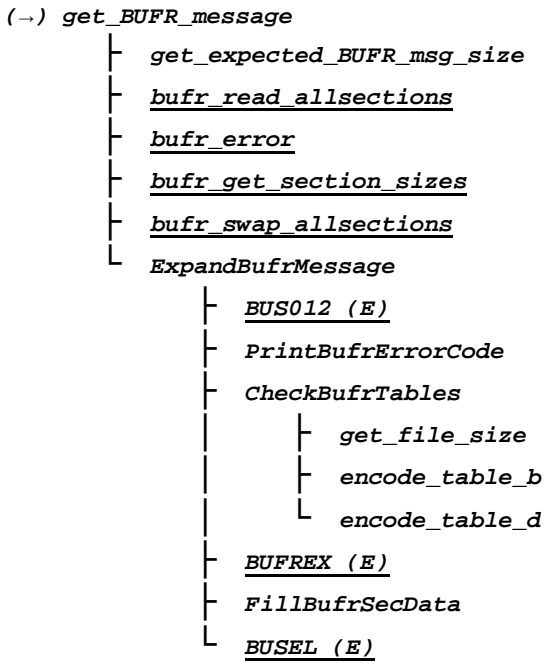 (→) get_BUFR_message
get_expected_BUFR_msg_size
bufr_read_allsections
bufr_error
bufr_get_section_sizes
bufr_swap_allsections
ExpandBufrMessage
BUS012 (E)
PrintBufrErrorCode
CheckBufrTables
get_file_size
encode_table_b
encode_table_d
BUFREX (E)
FillBufrSecData
BUSEL (E)